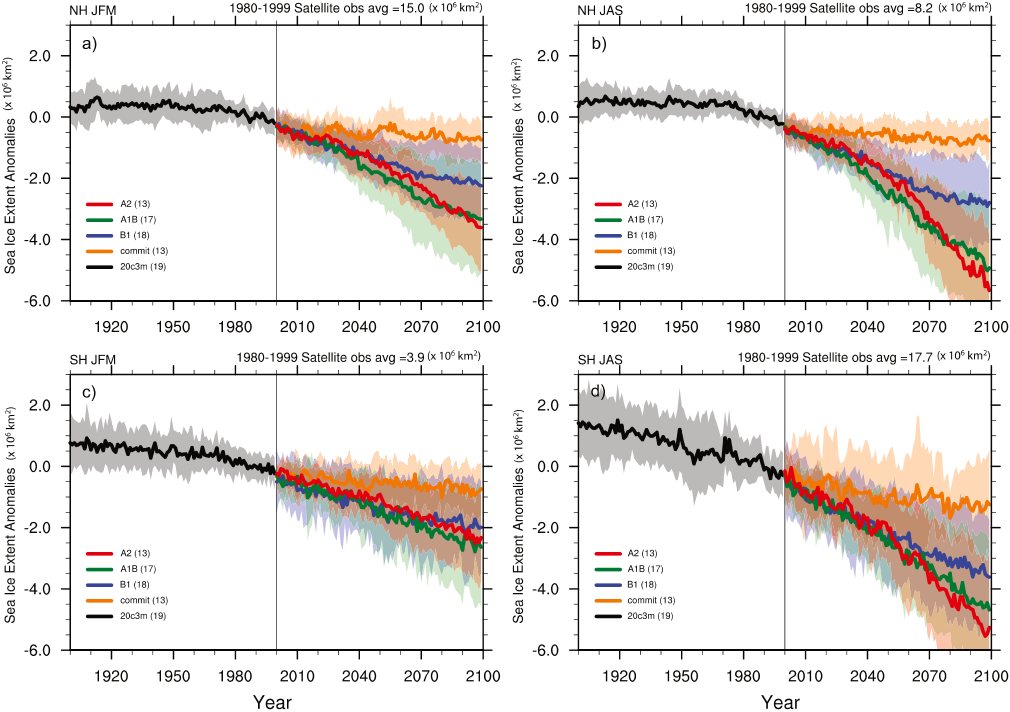 NH JFM 1980-1999 Satellite obs avg =15.0 (x 10⁶ km²)
a)
Sea Ice Extent Anomalies (x 10⁶ km²)
2.0
0.0
-2.0
-4.0
-6.0
A2 (13)
A1B (17)
B1 (18)
commit (13)
20c3m (19)
1920 1950 1980 2010 2040 2070 2100
NH JAS 1980-1999 Satellite obs avg =8.2 (x 10⁶ km²)
b)
Sea Ice Extent Anomalies (x 10⁶ km²)
2.0
0.0
-2.0
-4.0
-6.0
A2 (13)
A1B (17)
B1 (18)
commit (13)
20c3m (19)
1920 1950 1980 2010 2040 2070 2100
SH JFM 1980-1999 Satellite obs avg =3.9 (x 10⁶ km²)
c)
Sea Ice Extent Anomalies (x 10⁶ km²)
2.0
0.0
-2.0
-4.0
-6.0
A2 (13)
A1B (17)
B1 (18)
commit (13)
20c3m (19)
1920 1950 1980 2010 2040 2070 2100
Year
SH JAS 1980-1999 Satellite obs avg =17.7 (x 10⁶ km²)
d)
Sea Ice Extent Anomalies (x 10⁶ km²)
2.0
0.0
-2.0
-4.0
-6.0
A2 (13)
A1B (17)
B1 (18)
commit (13)
20c3m (19)
1920 1950 1980 2010 2040 2070 2100
Year